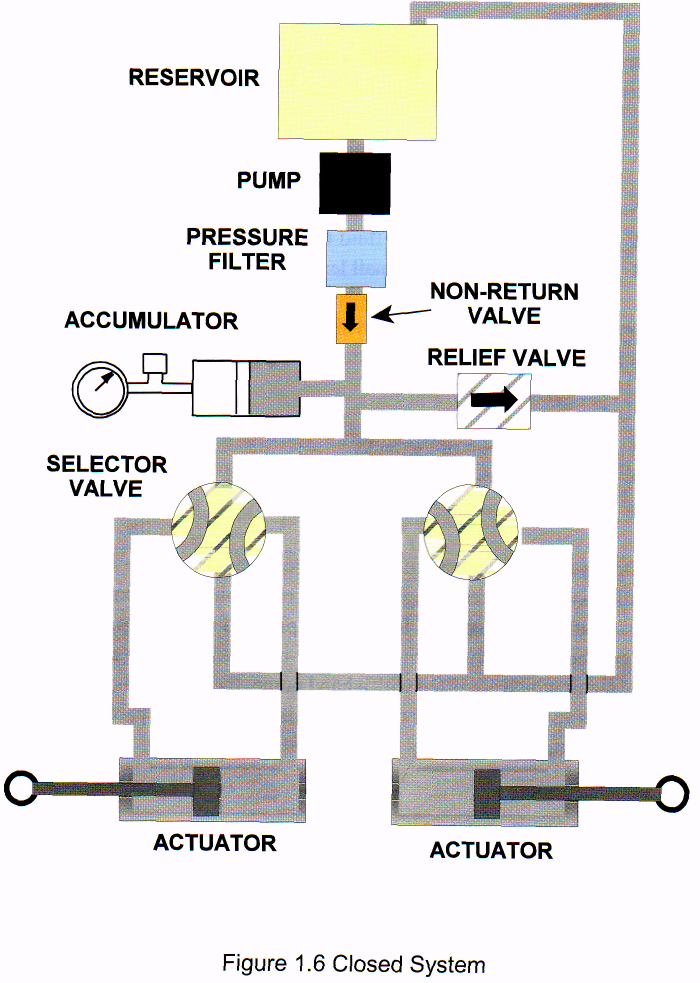 RESERVOIR
PUMP
PRESSURE
FILTER
NON-RETURN
VALVE
ACCUMULATOR
RELIEF VALVE
SELECTOR
VALVE
ACTUATOR
ACTUATOR
Figure 1.6 Closed System